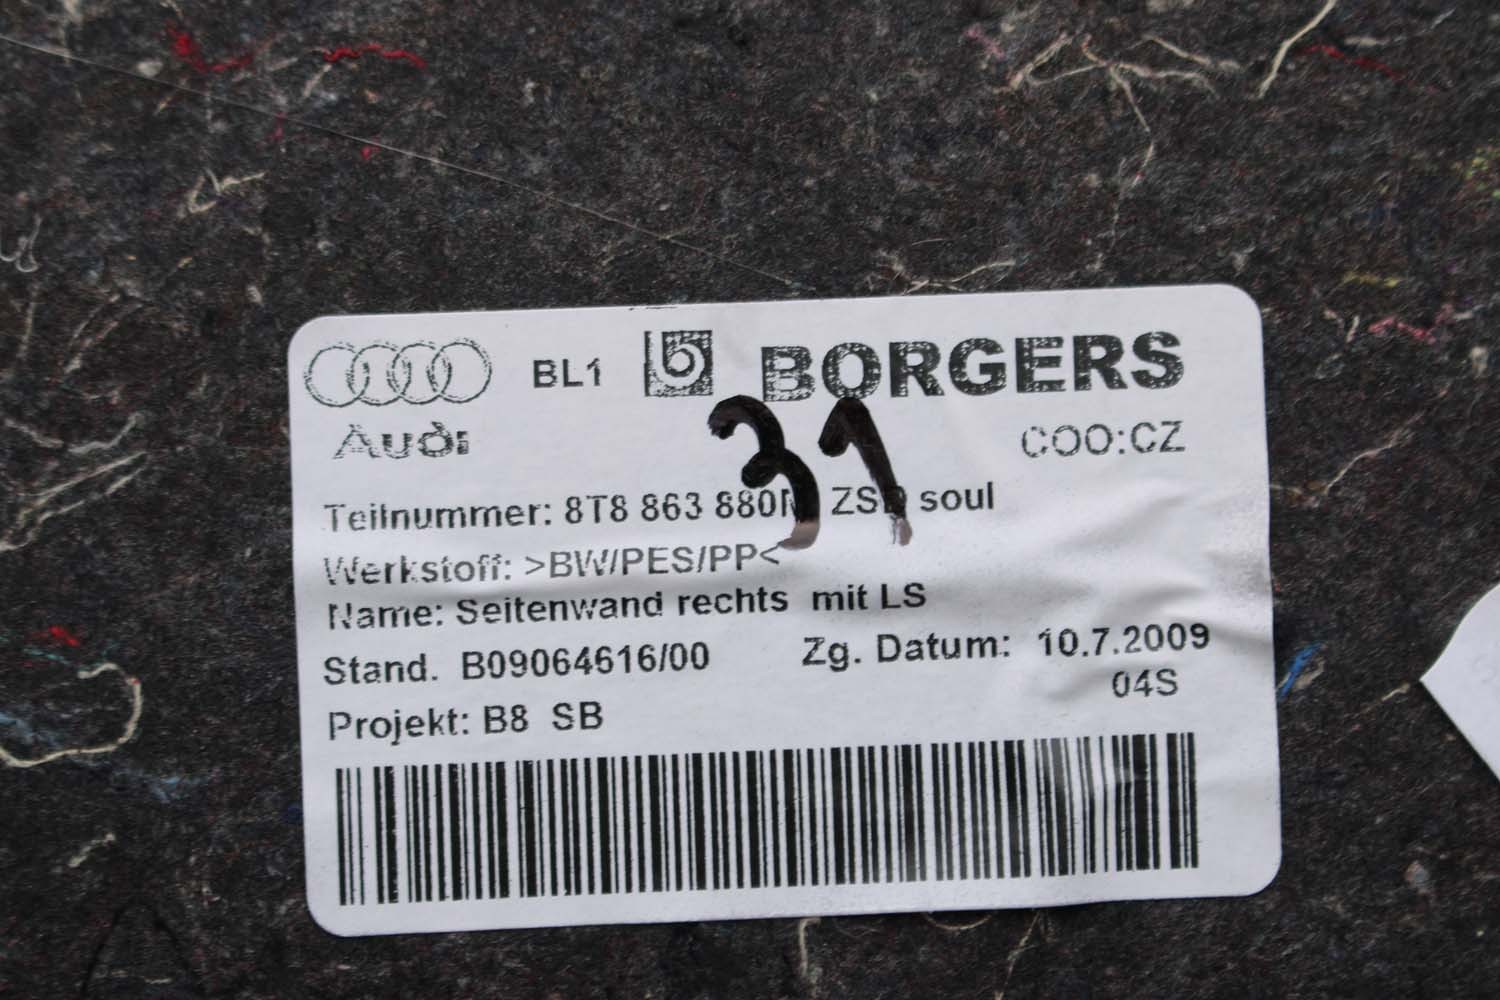 BL1 BORGERS
Audi COO:CZ
31
Teilnummer: 8T8 863 880 soul
Werkstoff: >BW/PES/PP<
Name: Seitenwand rechts mit LS
Stand. B09064616/00 Zg. Datum: 10.7.2009
04S
Projekt: B8 SB